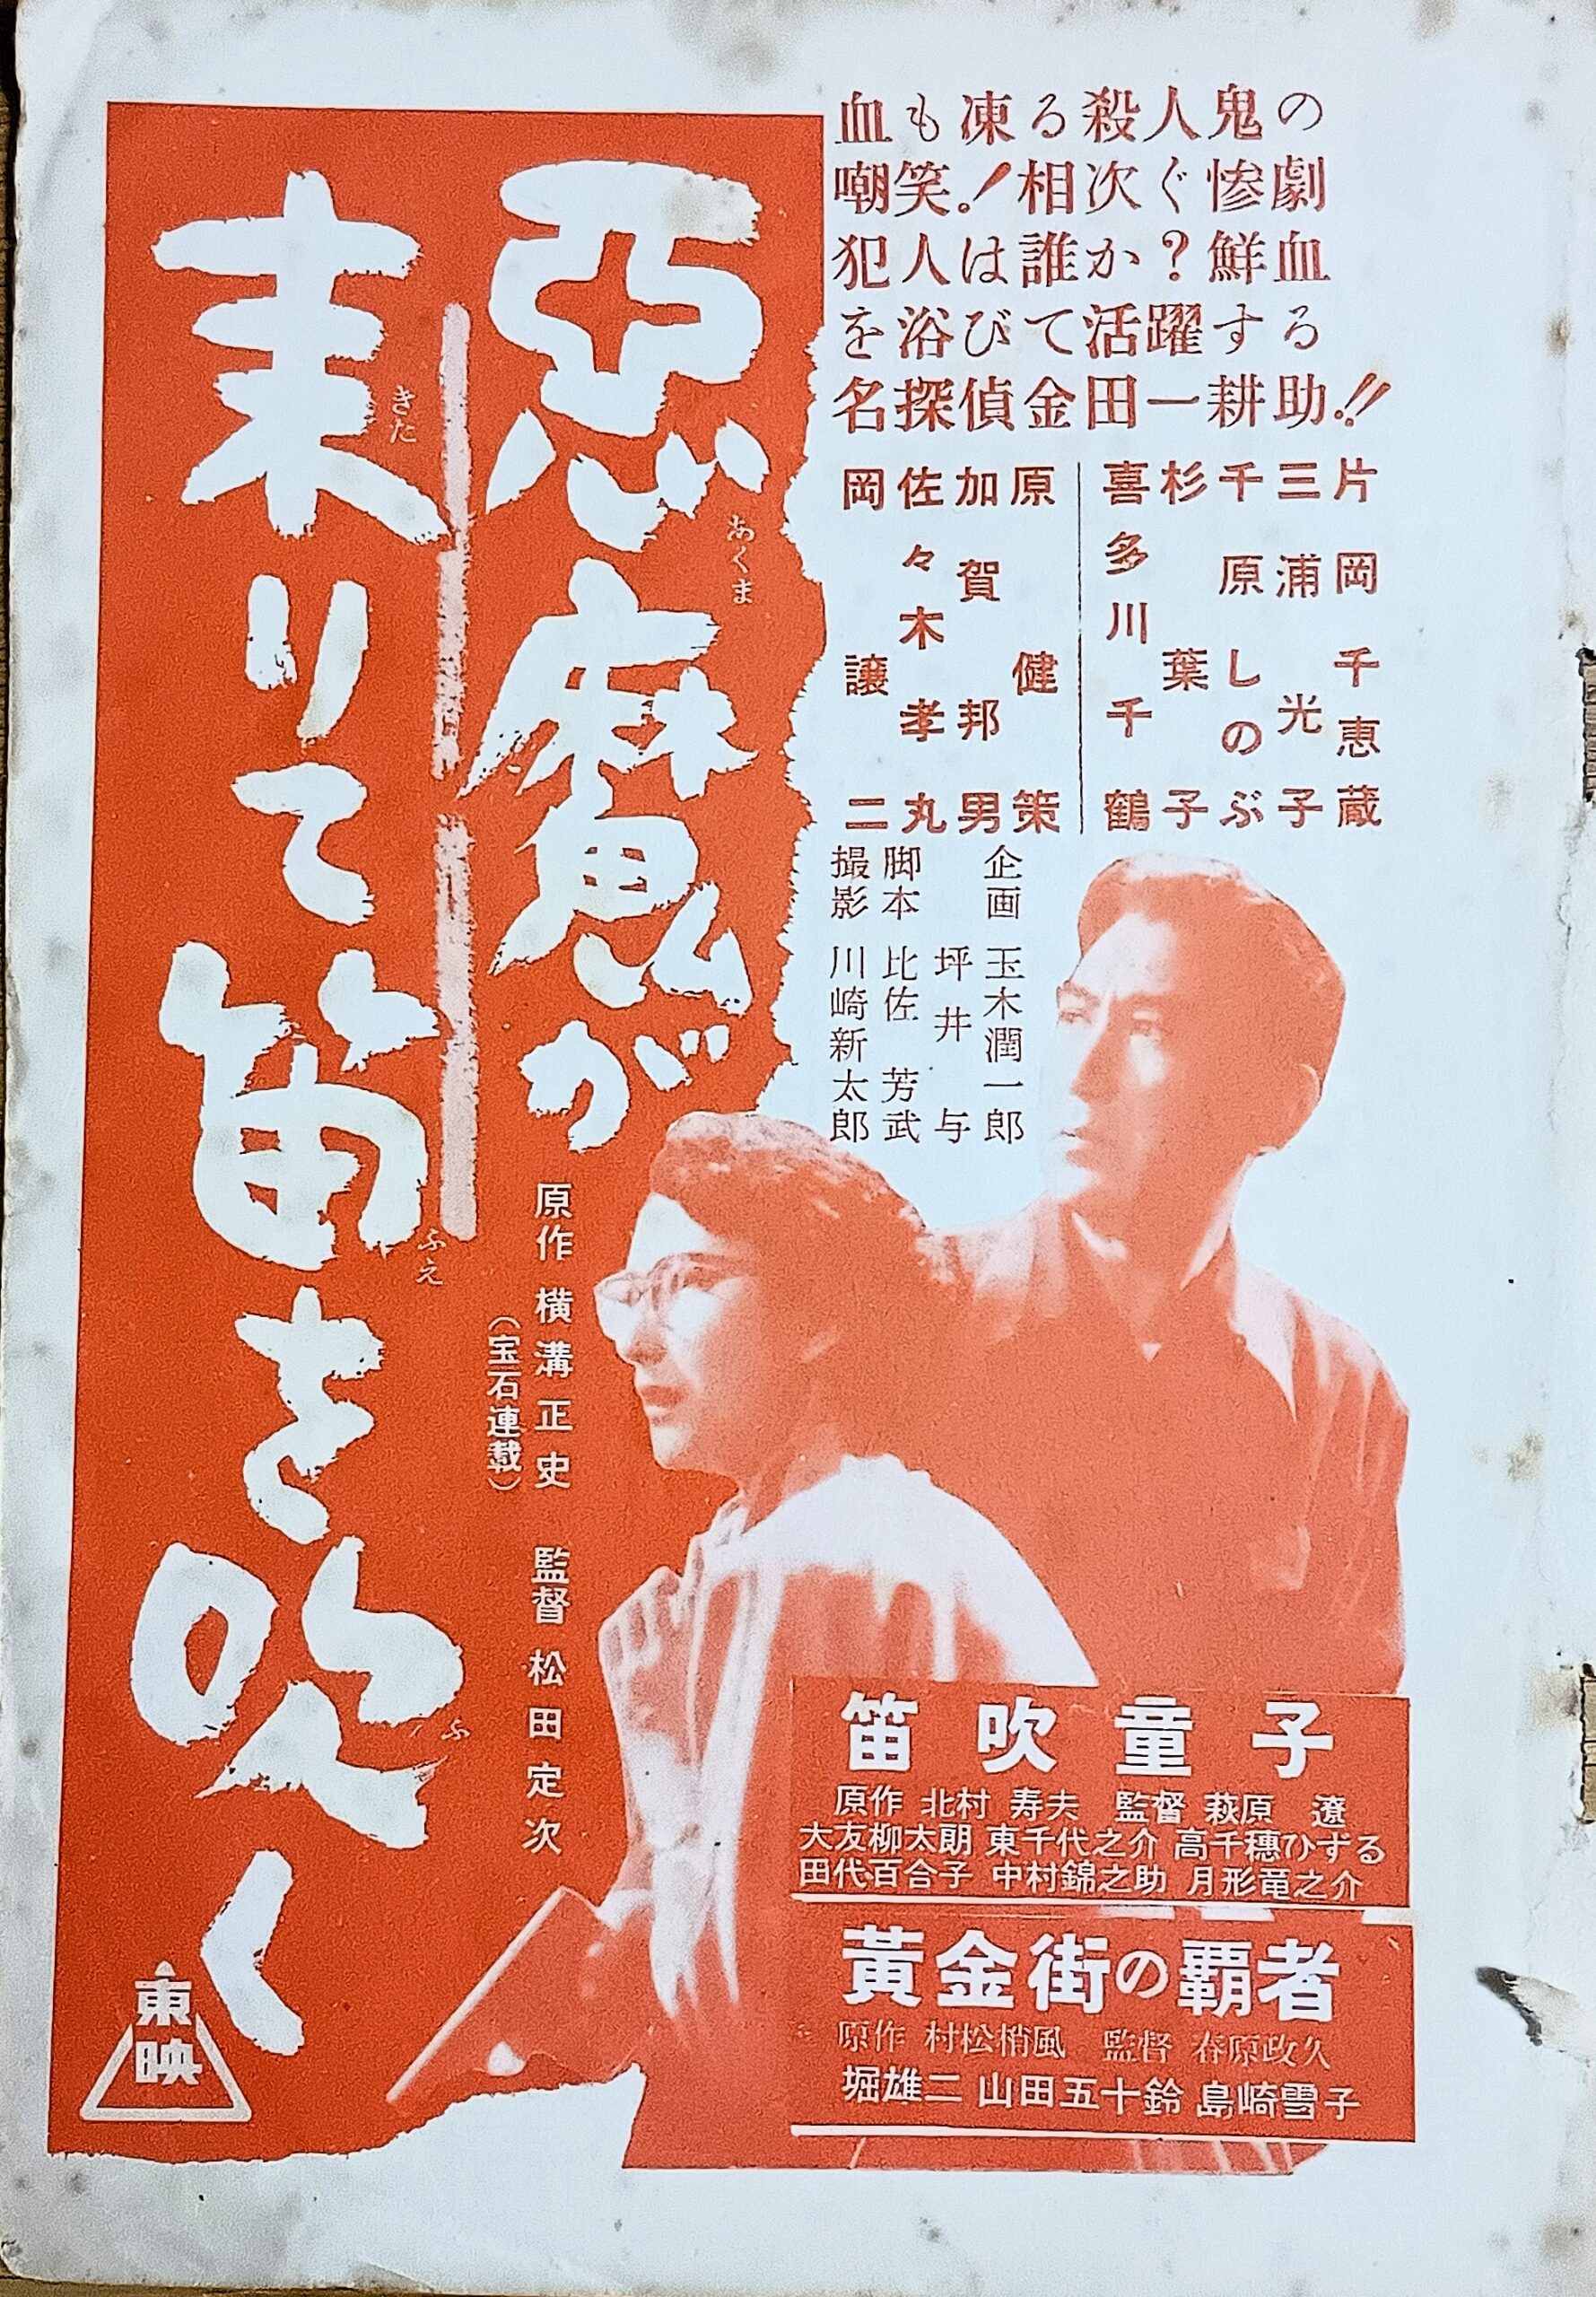 血も凍る殺人鬼の
嘲笑!相次ぐ惨劇
犯人は誰か?鮮血
を浴びて活躍する
名探偵金田一耕助!!
片岡千恵蔵
三浦光子
千原しのぶ
杉葉子
喜多川千鶴
原健策
加賀邦男
佐々木孝丸
岡譲二
企画 玉木潤一郎
坪井与
脚本 比佐芳武
撮影 川崎新太郎
悪魔が
あくま
来りて笛を吹く
きた
ふえ
ふ
原作 横溝正史 監督 松田定次
(宝石連載)
東映
笛吹童子
原作 北村寿夫 監督 萩原遼
大友柳太朗 東千代之介 高千穂ひずる
田代百合子 中村錦之助 月形竜之介
黄金街の覇者
原作 村松梢風 監督 春原政久
堀雄二 山田五十鈴 島崎雪子